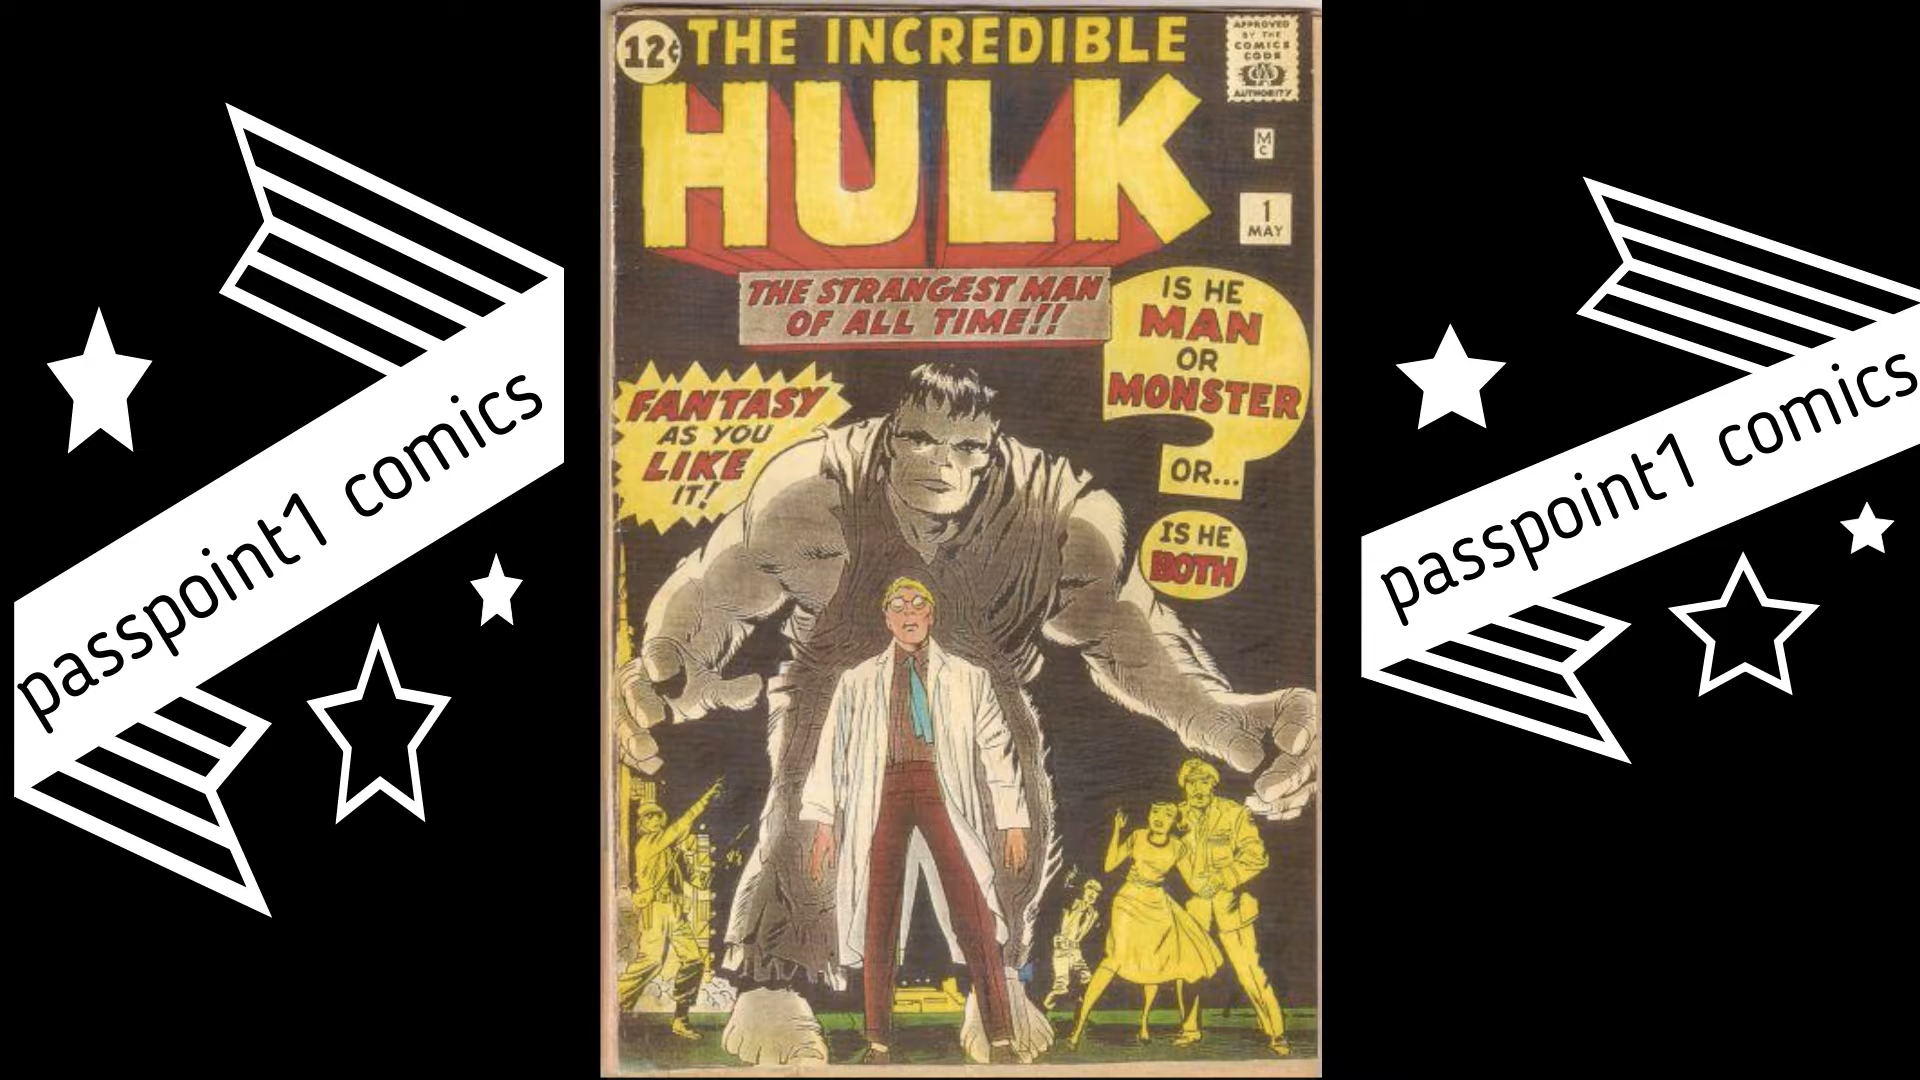 passpoint1 comics
12¢
THE INCREDIBLE
HULK
APPROVED
BY THE
COMICS
CODE
CA
AUTHORITY
M
C
1
MAY
THE STRANGEST MAN
OF ALL TIME!!
IS HE
MAN
OR
MONSTER
?
OR...
IS HE
BOTH
FANTASY
AS YOU
LIKE
IT!
passpoint1 comics